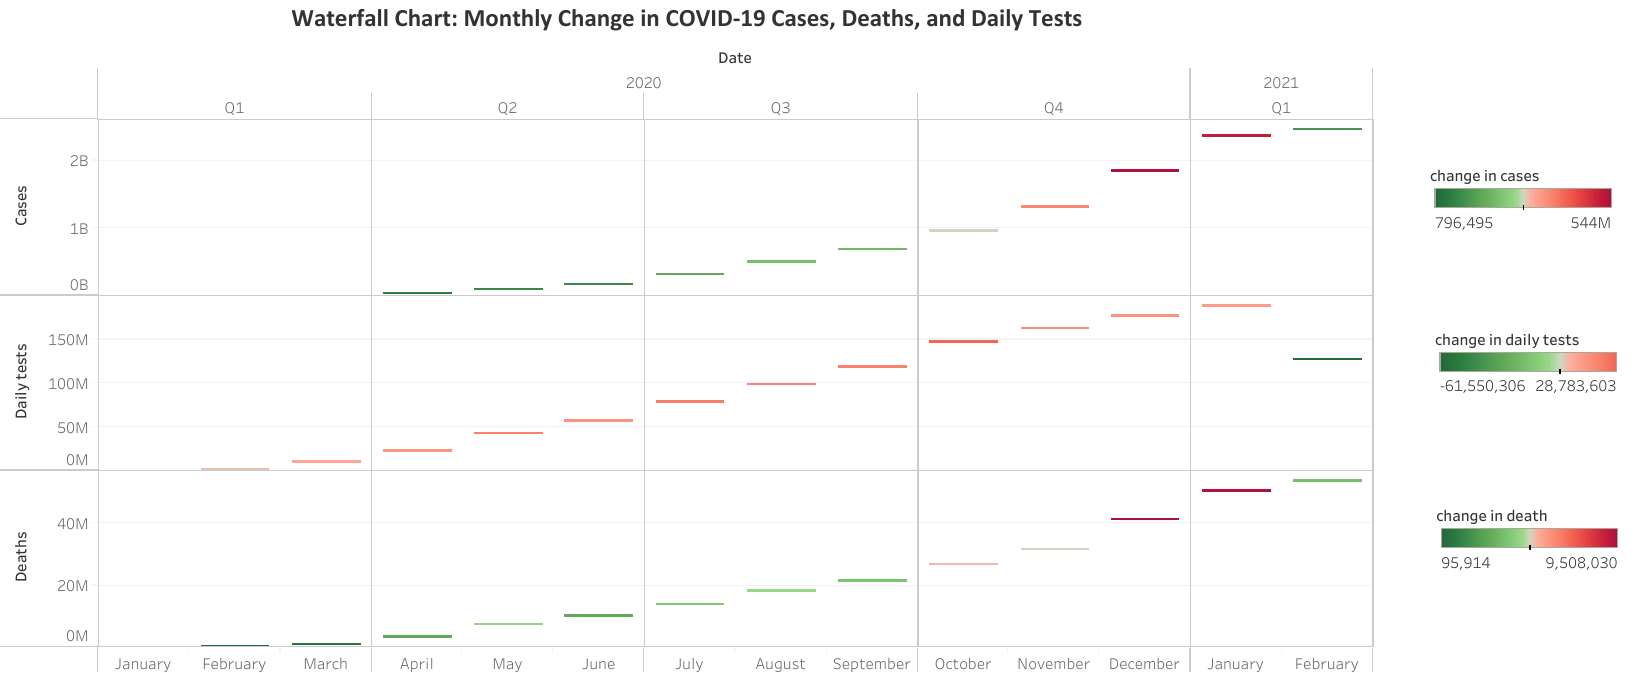 Waterfall Chart: Monthly Change in COVID-19 Cases, Deaths, and Daily Tests
Date
2020 2021
Q1 Q2 Q3 Q4 Q1
Cases
2B
1B
0B
Daily tests
150M
100M
50M
0M
Deaths
40M
20M
0M
January February March April May June July August September October November December January February
change in cases
796,495 544M
change in daily tests
-61,550,306 28,783,603
change in death
95,914 9,508,030